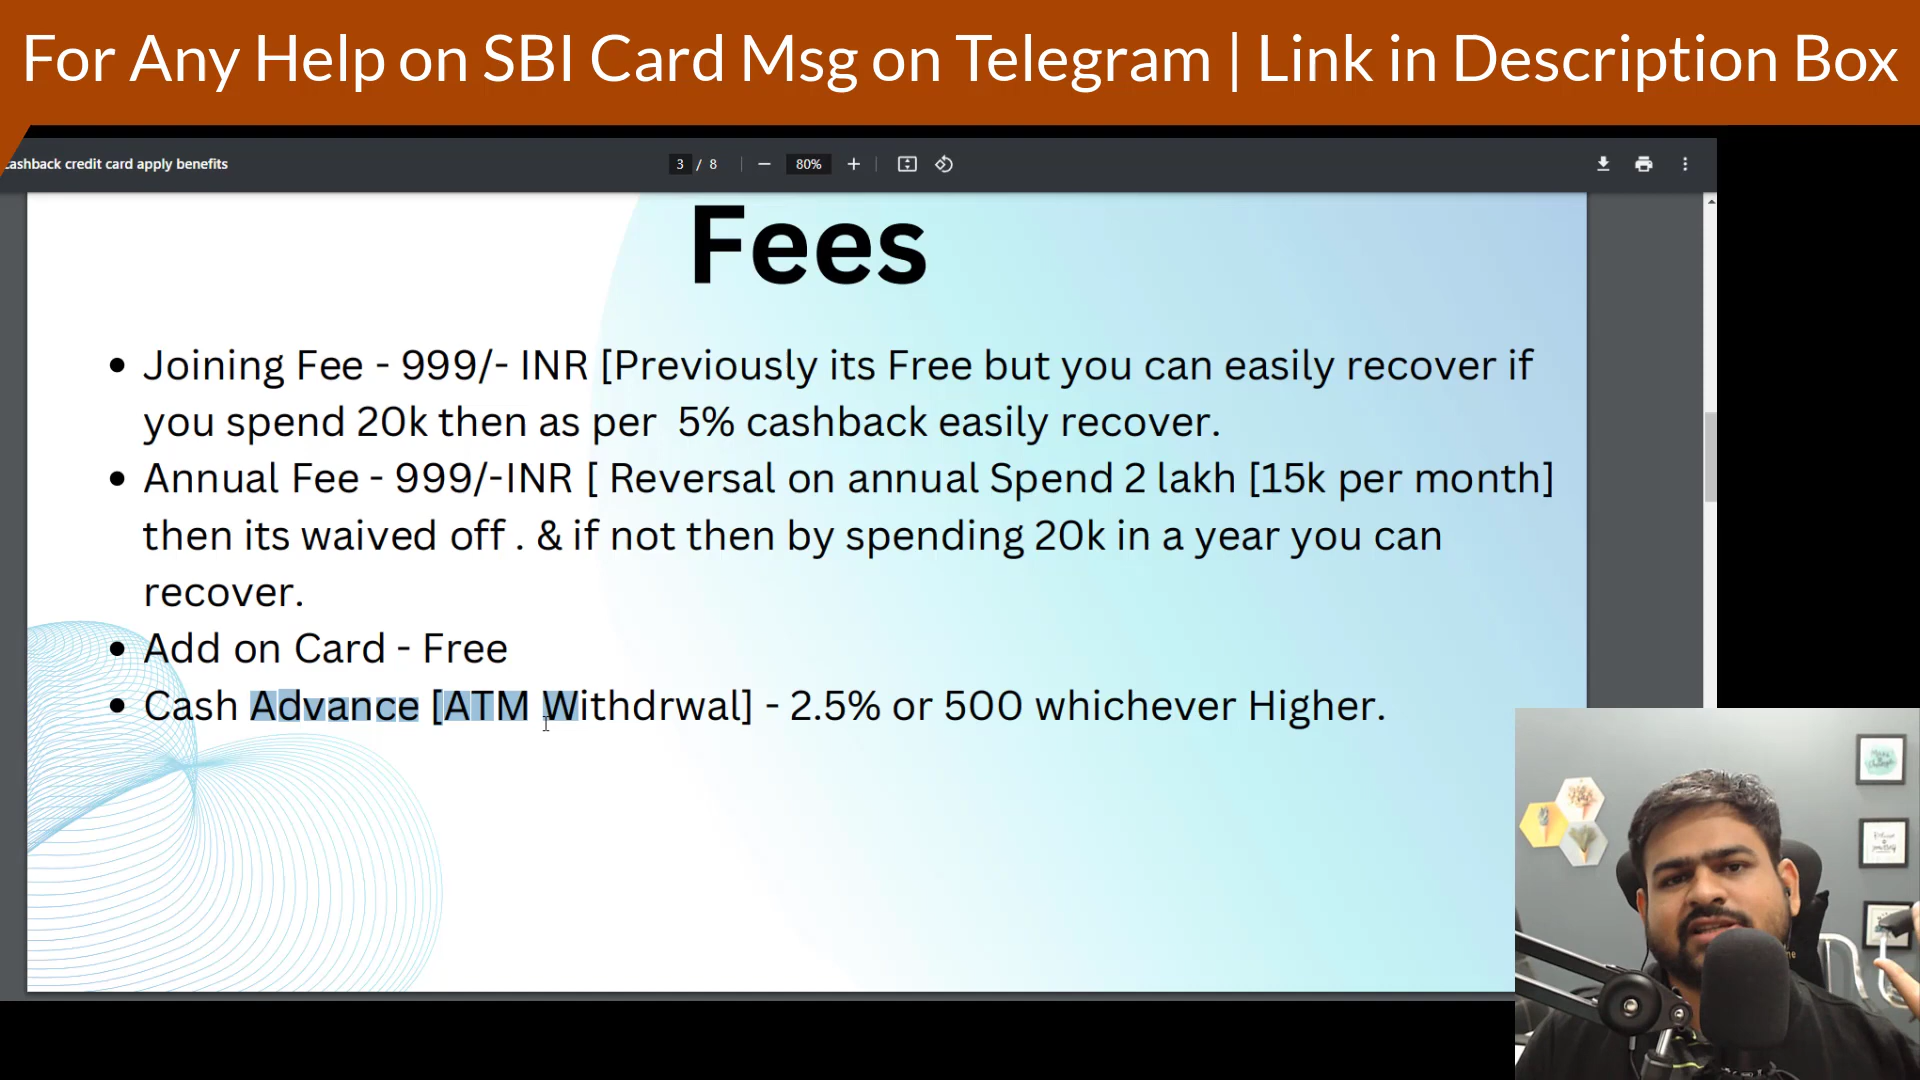 For Any Help on SBI Card Msg on Telegram | Link in Description Box
cashback credit card apply benefits
3 / 8
80%
Fees
• Joining Fee - 999/- INR [Previously its Free but you can easily recover if
you spend 20k then as per 5% cashback easily recover.
• Annual Fee - 999/-INR [ Reversal on annual Spend 2 lakh [15k per month]
then its waived off . & if not then by spending 20k in a year you can
recover.
• Add on Card - Free
• Cash Advance [ATM Withdrwal] - 2.5% or 500 whichever Higher.